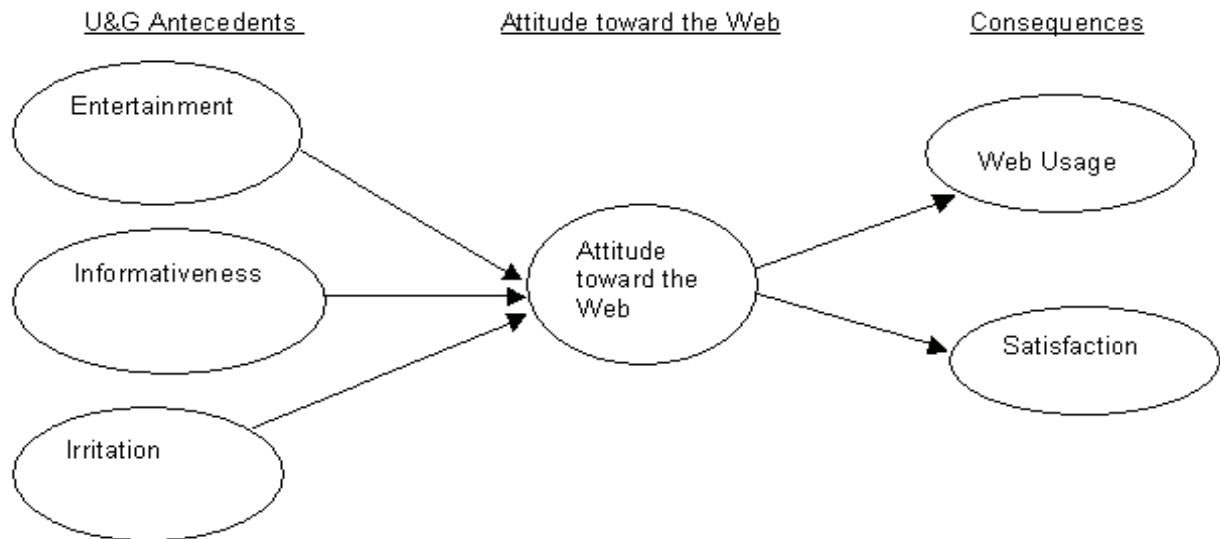 U&G Antecedents
Attitude toward the Web
Consequences
Entertainment
Informativeness
Irritation
Attitude
toward the
Web
Web Usage
Satisfaction